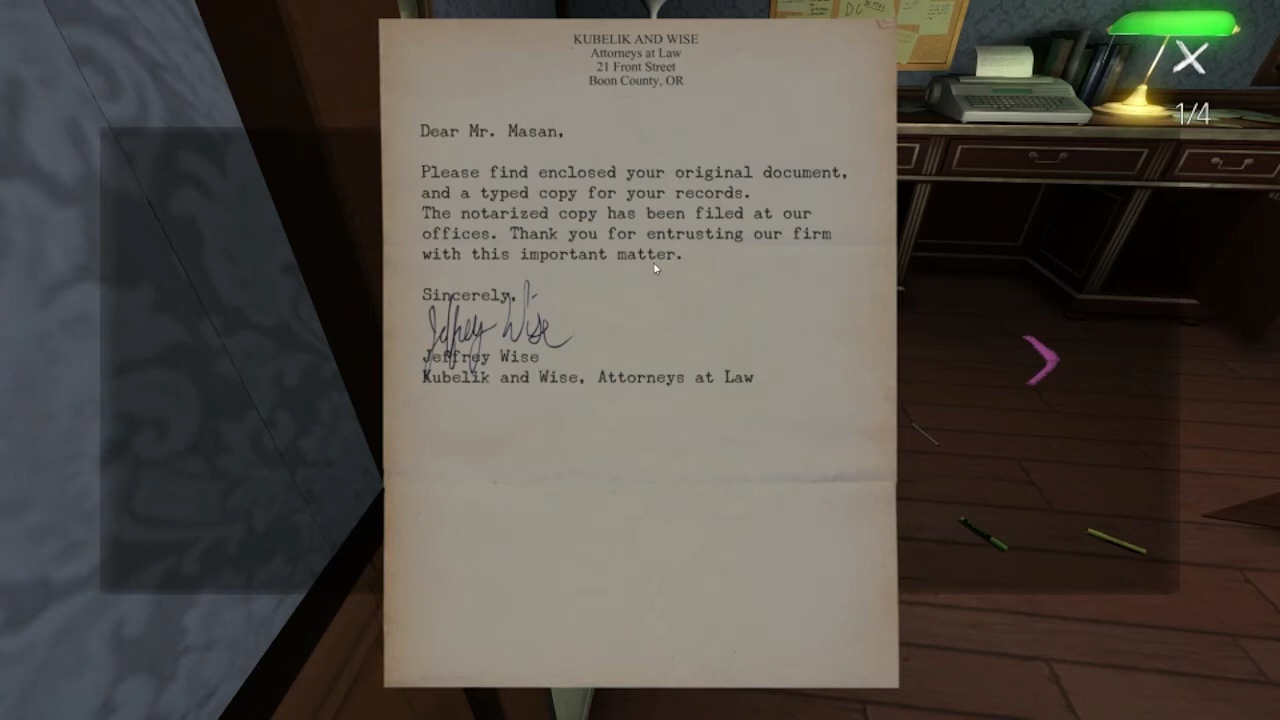 KUBELIK AND WISE
Attorneys at Law
21 Front Street
Boon County, OR
1/4
Dear Mr. Masan,
Please find enclosed your original document,
and a typed copy for your records.
The notarized copy has been filed at our
offices. Thank you for entrusting our firm
with this important matter.
Sincerely,
Jeffrey Wise
Jeffrey Wise
Kubelik and Wise, Attorneys at Law